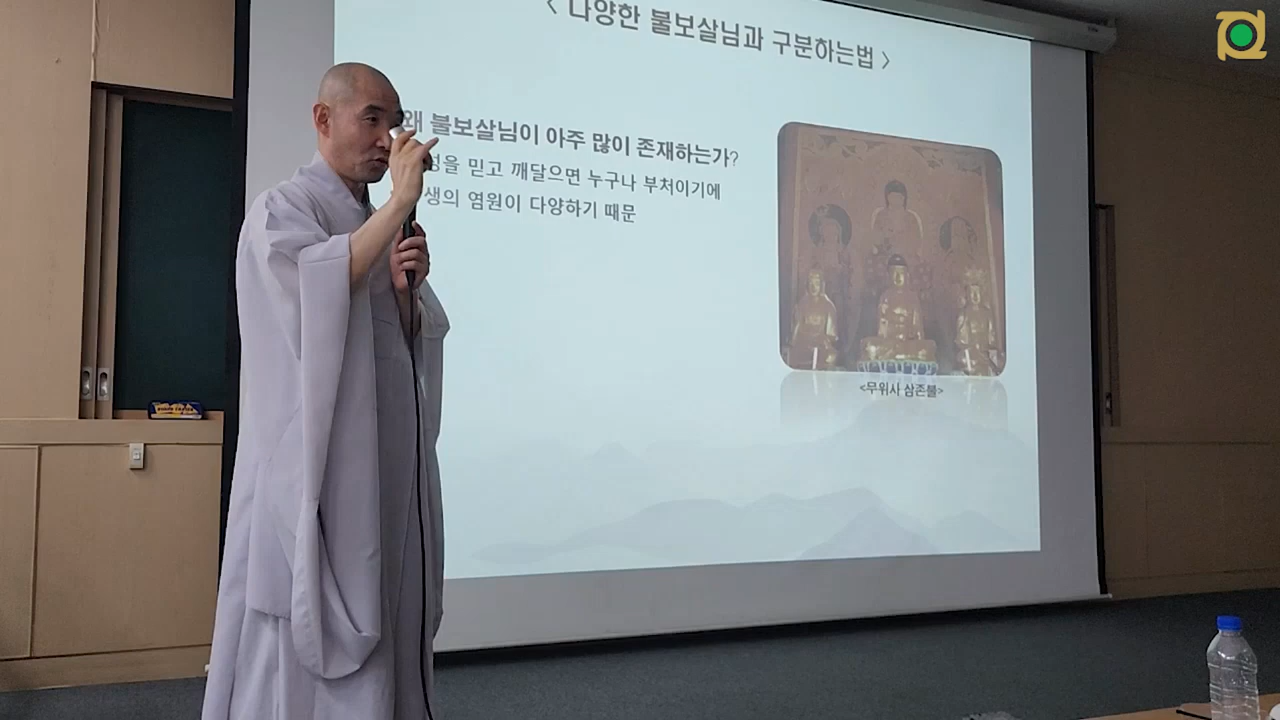 < 다양한 불보살님과 구분하는법 >
왜 불보살님이 아주 많이 존재하는가?
성을 믿고 깨달으면 누구나 부처이기에
생의 염원이 다양하기 때문
<무위사 삼존불>